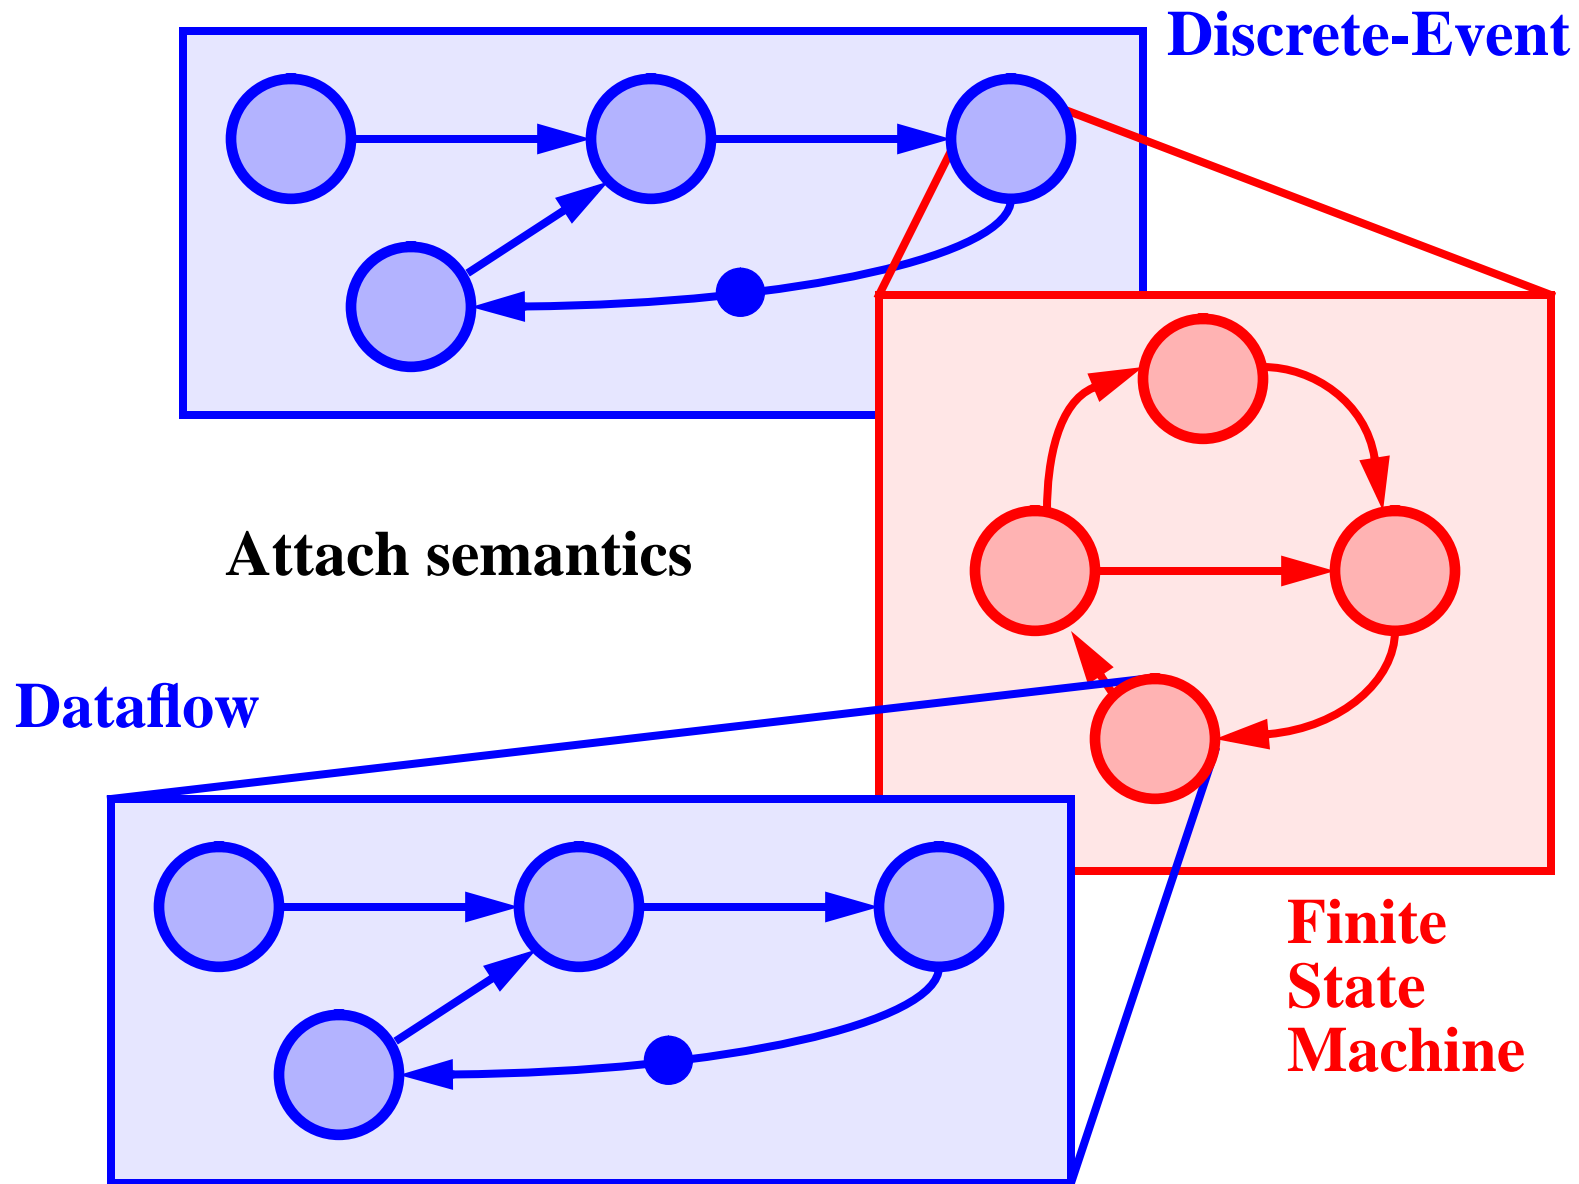 Discrete-Event
Attach semantics
Dataflow
Finite
State
Machine